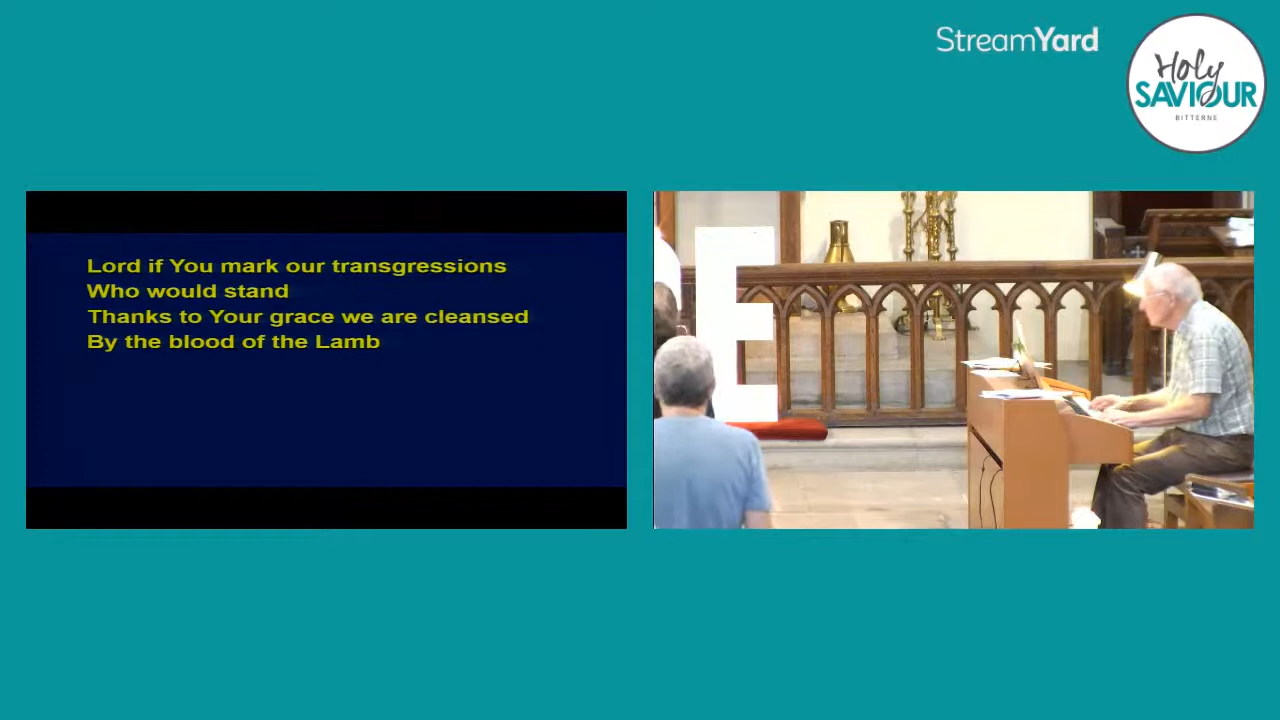 StreamYard
Holy
SAVIOUR
BITTERNE
Lord if You mark our transgressions
Who would stand
Thanks to Your grace we are cleansed
By the blood of the Lamb
E